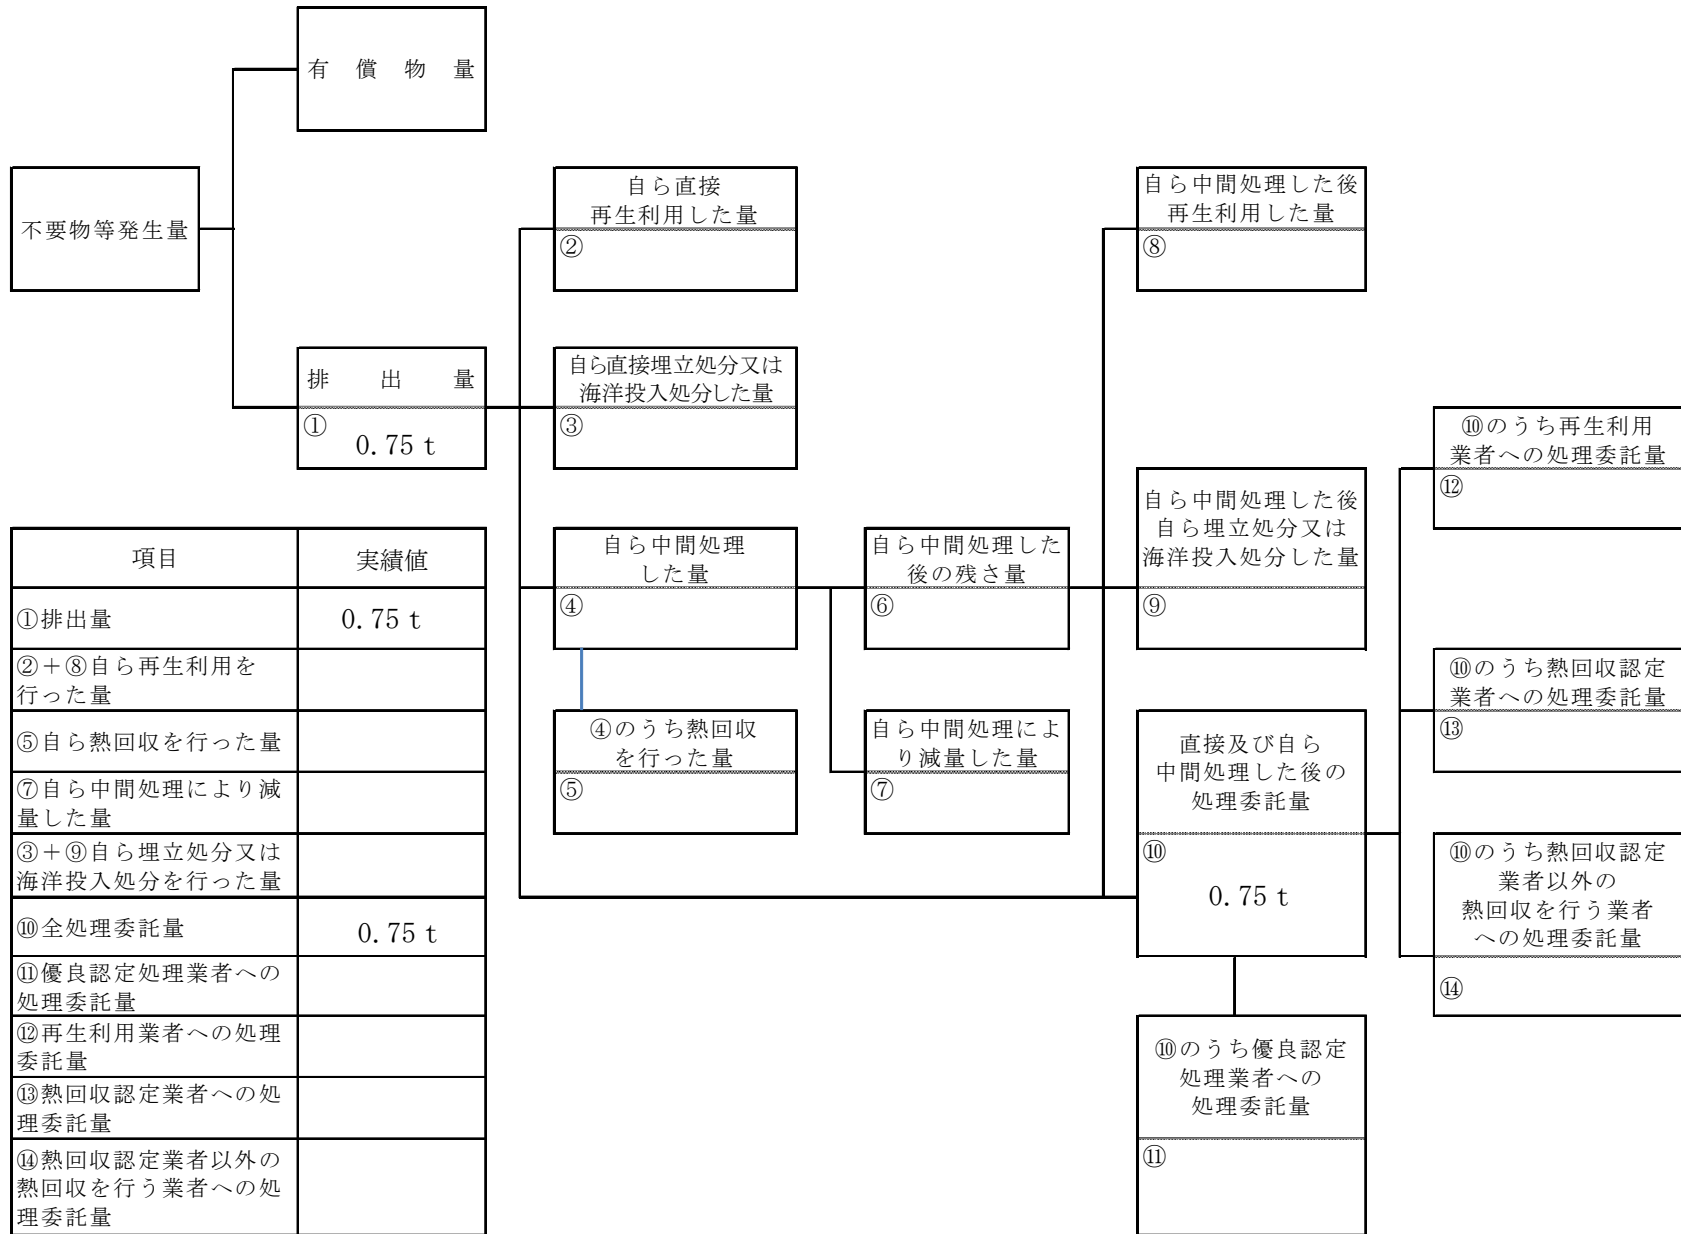 有償物量
不要物等発生量
排出量
①
0.75 t
自ら直接
再生利用した量
②
自ら直接埋立処分又は
海洋投入処分した量
③
自ら中間処理
した量
④
④のうち熱回収
を行った量
⑤
自ら中間処理した
後の残さ量
⑥
自ら中間処理によ
り減量した量
⑦
自ら中間処理した後
再生利用した量
⑧
自ら中間処理した後
自ら埋立処分又は
海洋投入処分した量
⑨
直接及び自ら
中間処理した後の
処理委託量
⑩
0.75 t
⑩のうち優良認定
処理業者への
処理委託量
⑪
⑩のうち再生利用
業者への処理委託量
⑫
⑩のうち熱回収認定
業者への処理委託量
⑬
⑩のうち熱回収認定
業者以外の
熱回収を行う業者
への処理委託量
⑭
項目 実績値
①排出量 0.75 t
②＋⑧自ら再生利用を
行った量
⑤自ら熱回収を行った量
⑦自ら中間処理により減
量した量
③＋⑨自ら埋立処分又は
海洋投入処分を行った量
⑩全処理委託量 0.75 t
⑪優良認定処理業者への
処理委託量
⑫再生利用業者への処理
委託量
⑬熱回収認定業者への処
理委託量
⑭熱回収認定業者以外の
熱回収を行う業者への処
理委託量